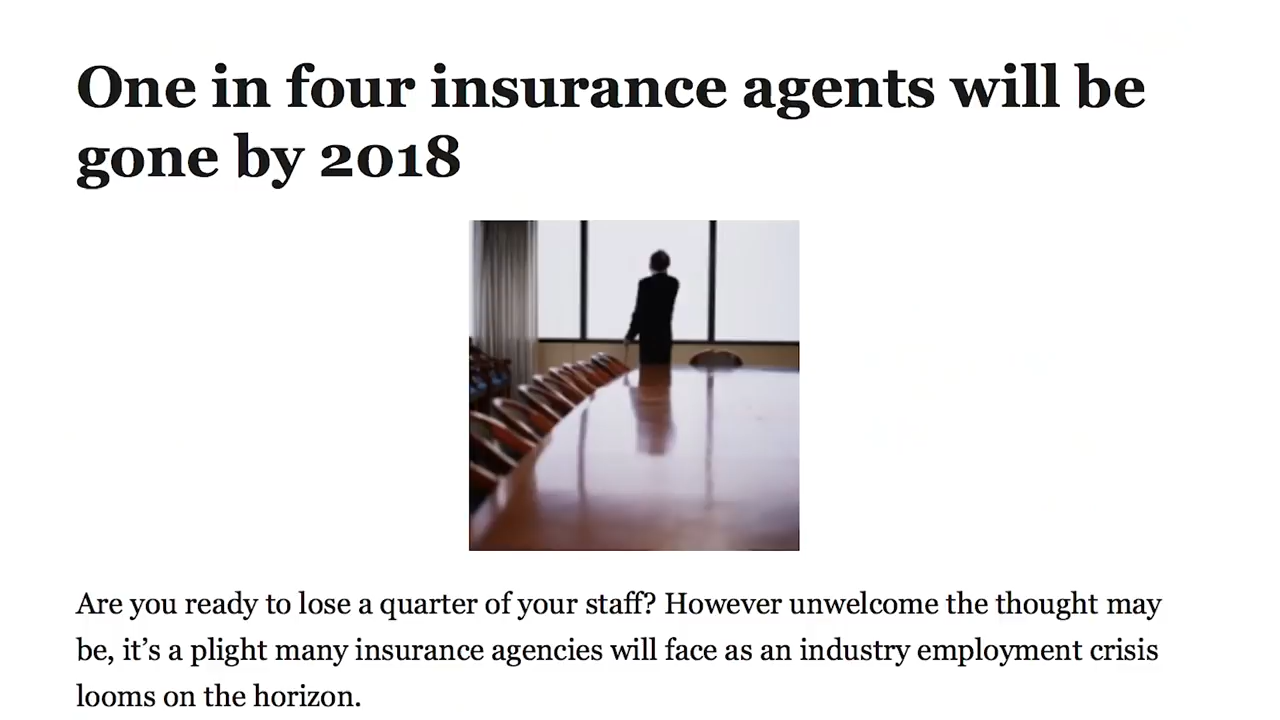 One in four insurance agents will be
gone by 2018
Are you ready to lose a quarter of your staff? However unwelcome the thought may
be, it’s a plight many insurance agencies will face as an industry employment crisis
looms on the horizon.